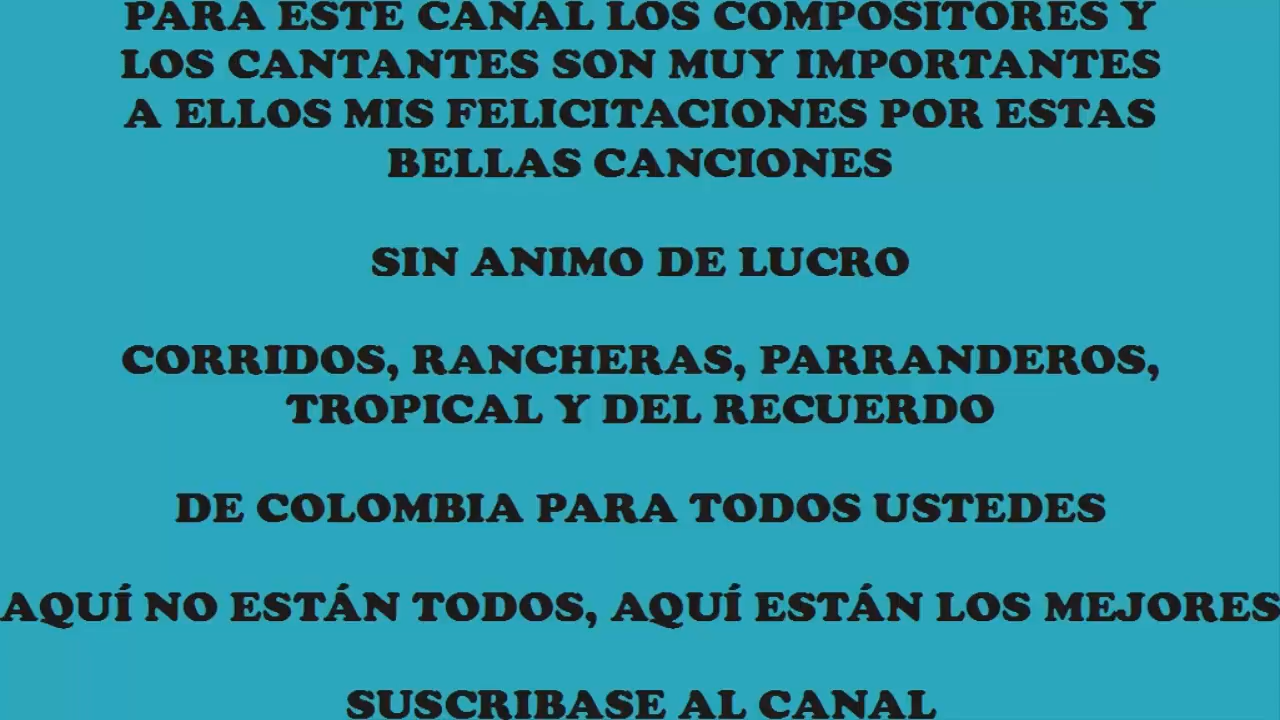 PARA ESTE CANAL LOS COMPOSITORES Y
LOS CANTANTES SON MUY IMPORTANTES
A ELLOS MIS FELICITACIONES POR ESTAS
BELLAS CANCIONES
SIN ANIMO DE LUCRO
CORRIDOS, RANCHERAS, PARRANDEROS,
TROPICAL Y DEL RECUERDO
DE COLOMBIA PARA TODOS USTEDES
AQUÍ NO ESTÁN TODOS, AQUÍ ESTÁN LOS MEJORES
SUSCRIBASE AL CANAL